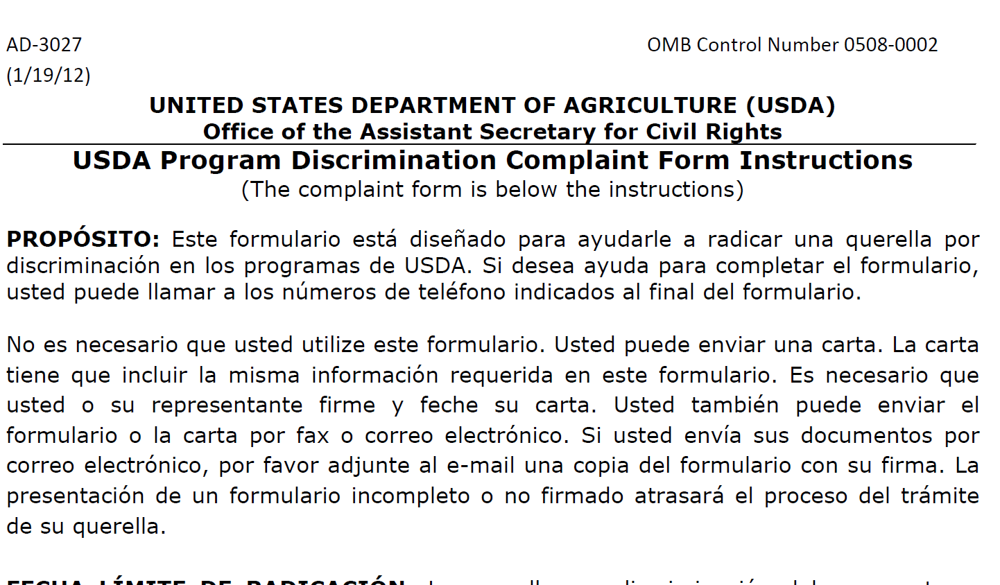 AD-3027 OMB Control Number 0508-0002
(1/19/12)
UNITED STATES DEPARTMENT OF AGRICULTURE (USDA)
Office of the Assistant Secretary for Civil Rights
USDA Program Discrimination Complaint Form Instructions
(The complaint form is below the instructions)
PROPÓSITO: Este formulario está diseñado para ayudarle a radicar una querella por
discriminación en los programas de USDA. Si desea ayuda para completar el formulario,
usted puede llamar a los números de teléfono indicados al final del formulario.
No es necesario que usted utilize este formulario. Usted puede enviar una carta. La carta
tiene que incluir la misma información requerida en este formulario. Es necesario que
usted o su representante firme y feche su carta. Usted también puede enviar el
formulario o la carta por fax o correo electrónico. Si usted envía sus documentos por
correo electrónico, por favor adjunte al e-mail una copia del formulario con su firma. La
presentación de un formulario incompleto o no firmado atrasará el proceso del trámite
de su querella.
FECHA LÍMITE DE RADICACIÓN